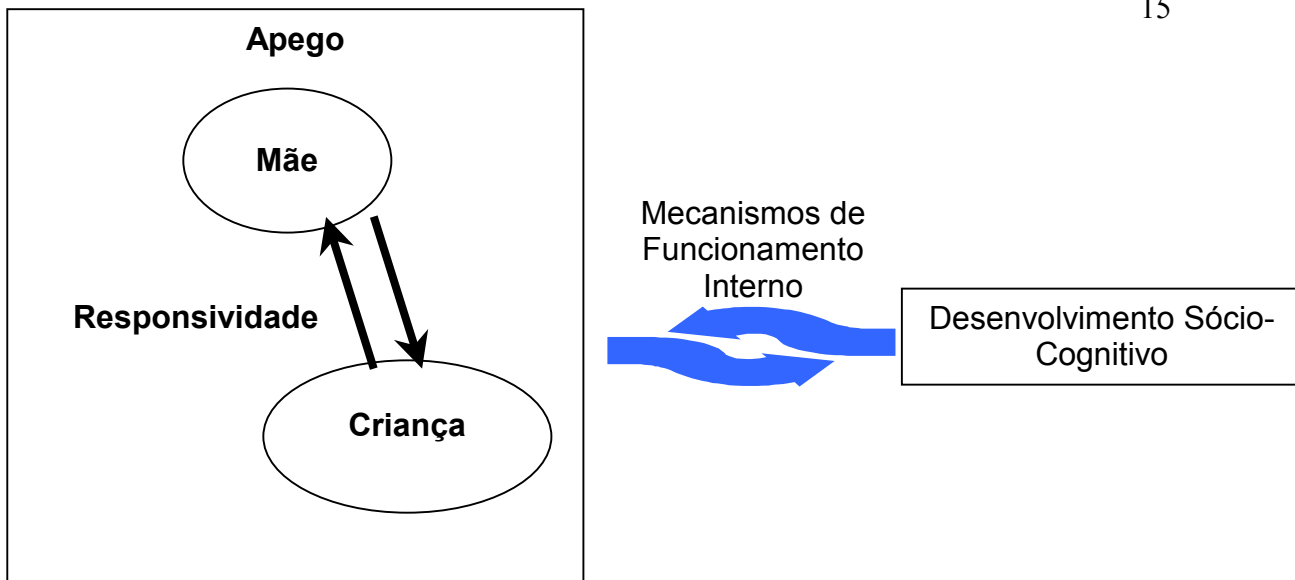 15
Apego
Mãe
Responsividade
Criança
Mecanismos de
Funcionamento
Interno
Desenvolvimento Sócio-
Cognitivo